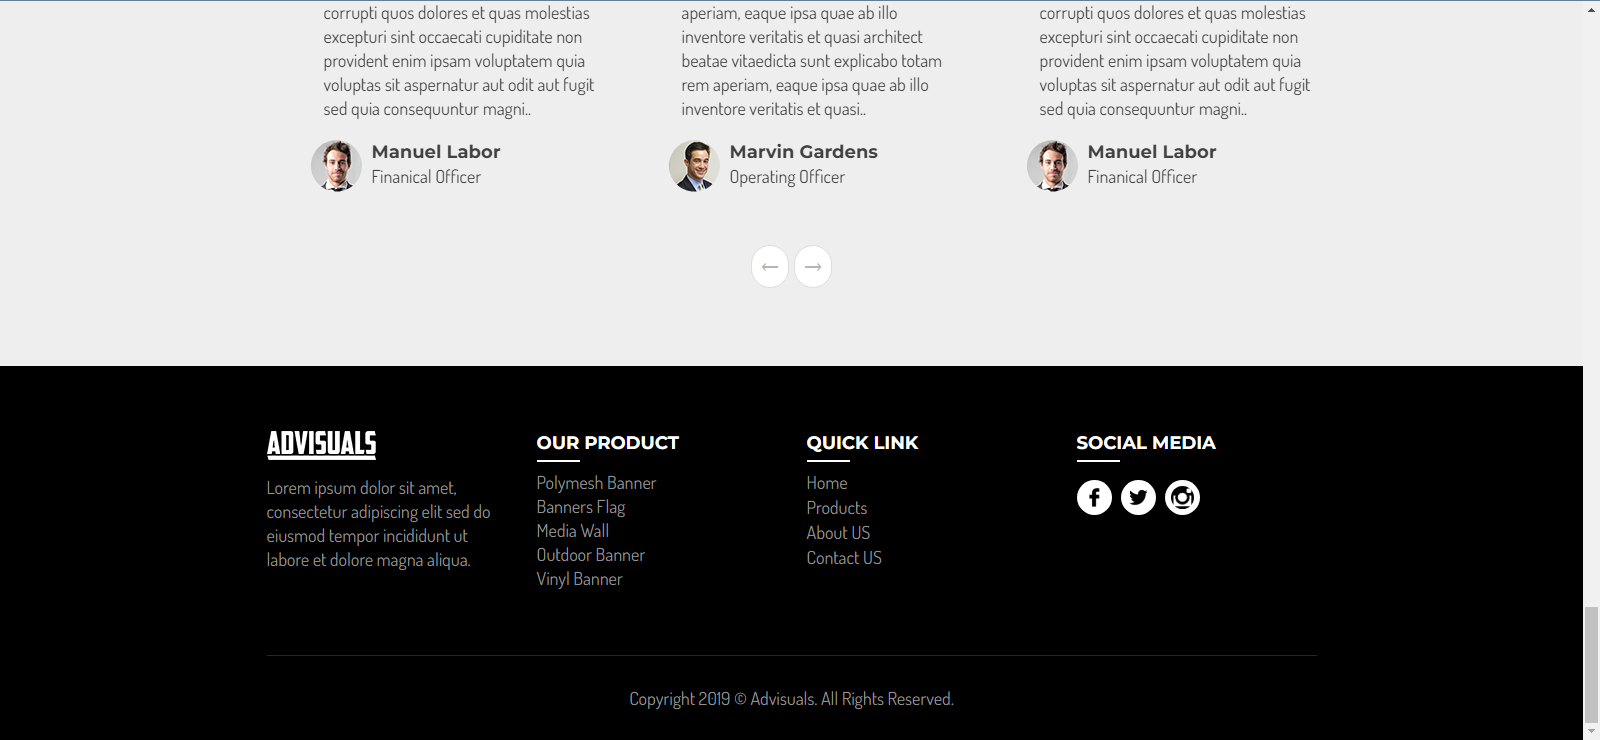 corrupti quos dolores et quas molestias
excepturi sint occaecati cupiditate non
provident enim ipsam voluptatem quia
voluptas sit aspernatur aut odit aut fugit
sed quia consequuntur magni..
Manuel Labor
Finanical Officer
aperiam, eaque ipsa quae ab illo
inventore veritatis et quasi architect
beatae vitaedicta sunt explicabo totam
rem aperiam, eaque ipsa quae ab illo
inventore veritatis et quasi..
Marvin Gardens
Operating Officer
corrupti quos dolores et quas molestias
excepturi sint occaecati cupiditate non
provident enim ipsam voluptatem quia
voluptas sit aspernatur aut odit aut fugit
sed quia consequuntur magni..
Manuel Labor
Finanical Officer
ADVISUALS
Lorem ipsum dolor sit amet,
consectetur adipiscing elit sed do
eiusmod tempor incididunt ut
labore et dolore magna aliqua.
OUR PRODUCT
Polymesh Banner
Banners Flag
Media Wall
Outdoor Banner
Vinyl Banner
QUICK LINK
Home
Products
About US
Contact US
SOCIAL MEDIA
Copyright 2019 © Advisuals. All Rights Reserved.